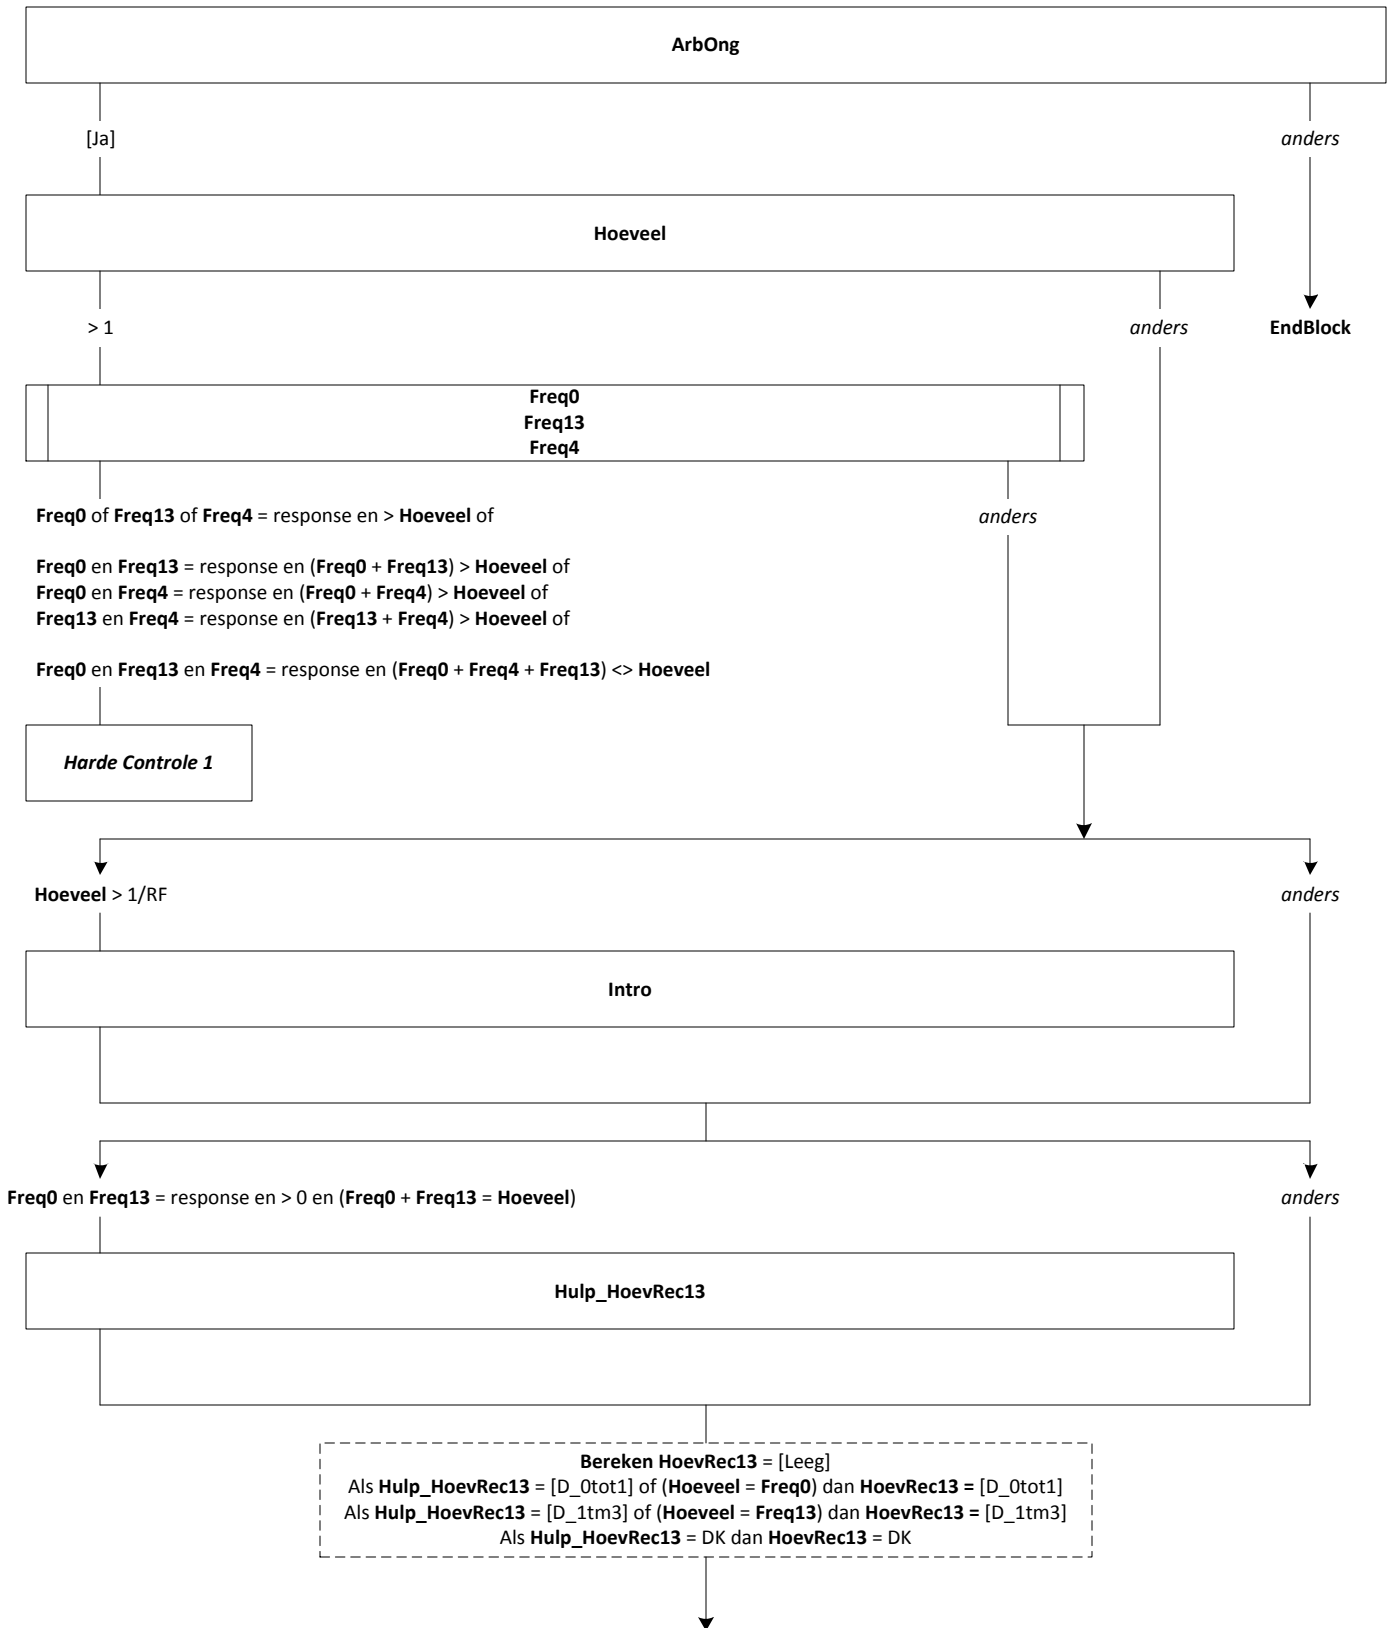 ArbOng
[Ja]
anders
Hoeveel
> 1
anders
EndBlock
Freq0
Freq13
Freq4
Freq0 of Freq13 of Freq4 = response en > Hoeveel of
anders
Freq0 en Freq13 = response en (Freq0 + Freq13) > Hoeveel of
Freq0 en Freq4 = response en (Freq0 + Freq4) > Hoeveel of
Freq13 en Freq4 = response en (Freq13 + Freq4) > Hoeveel of
Freq0 en Freq13 en Freq4 = response en (Freq0 + Freq4 + Freq13) <> Hoeveel
Harde Controle 1
Hoeveel > 1/RF
anders
Intro
Freq0 en Freq13 = response en > 0 en (Freq0 + Freq13 = Hoeveel)
anders
Hulp_HoevRec13
Bereken HoevRec13 = [Leeg]
Als Hulp_HoevRec13 = [D_0tot1] of (Hoeveel = Freq0) dan HoevRec13 = [D_0tot1]
Als Hulp_HoevRec13 = [D_1tm3] of (Hoeveel = Freq13) dan HoevRec13 = [D_1tm3]
Als Hulp_HoevRec13 = DK dan HoevRec13 = DK